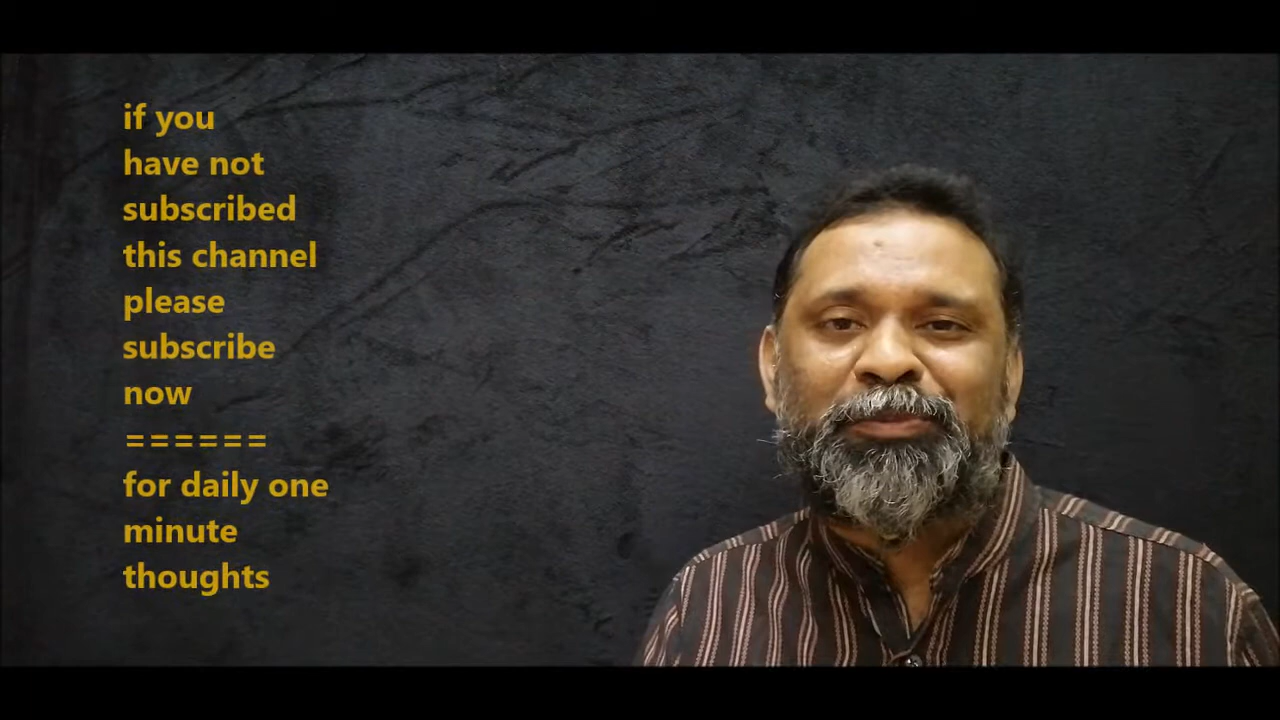 if you
have not
subscribed
this channel
please
subscribe
now
======
for daily one
minute
thoughts